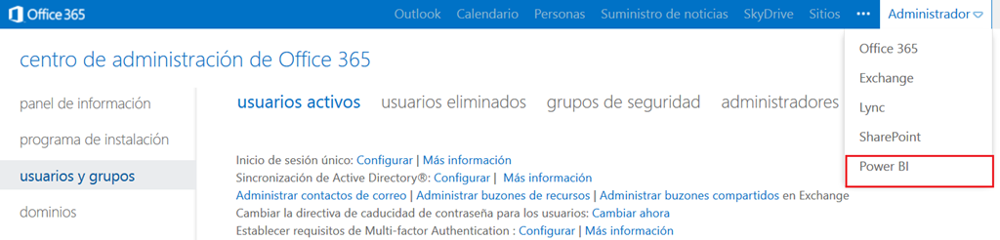 Office 365 Outlook Calendario Personas Suministro de noticias SkyDrive Sitios ••• Administrador
centro de administración de Office 365
Office 365
Exchange
Lync
SharePoint
Power BI
panel de información
programa de instalación
usuarios y grupos
dominios
usuarios activos usuarios eliminados grupos de seguridad administradores
Inicio de sesión único: Configurar | Más información
Sincronización de Active Directory®: Configurar | Más información
Administrar contactos de correo | Administrar buzones de recursos | Administrar buzones compartidos en Exchange
Cambiar la directiva de caducidad de contraseña para los usuarios: Cambiar ahora
Establecer requisitos de Multi-factor Authentication : Configurar | Más información